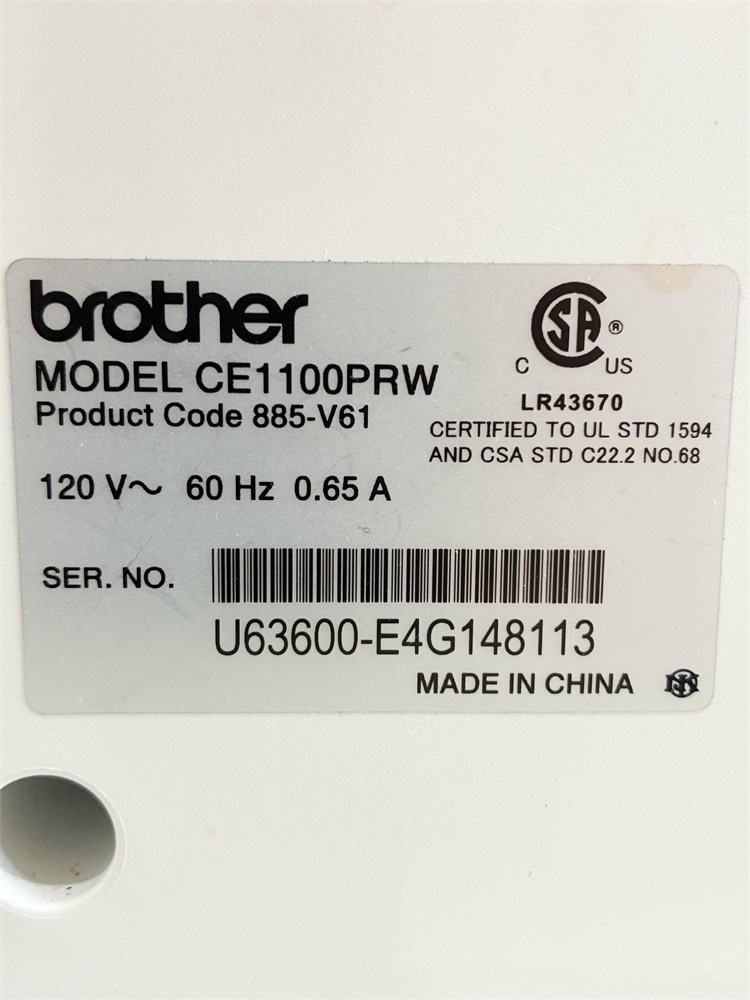 brother
MODEL CE1100PRW
Product Code 885-V61
120 V～ 60 Hz 0.65 A
SA ®
C US
LR43670
CERTIFIED TO UL STD 1594
AND CSA STD C22.2 NO.68
SER. NO.
U63600-E4G148113
MADE IN CHINA